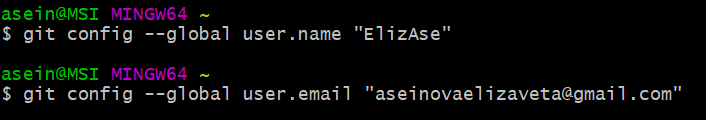 asein@MSI MINGW64 ~
$ git config --global user.name "ElizAse"
asein@MSI MINGW64 ~
$ git config --global user.email "aseinovaelizaveta@gmail.com"